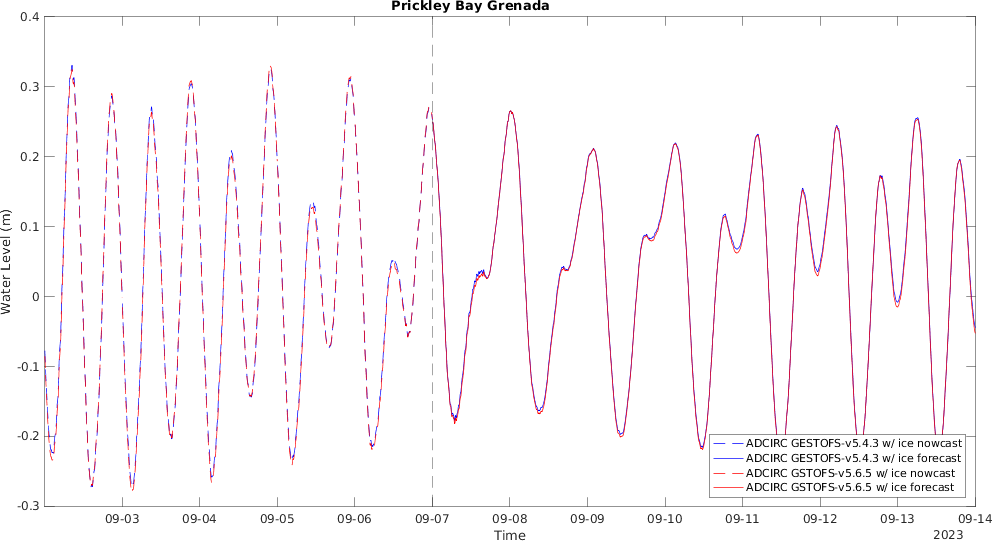 Prickley Bay Grenada
0.4
0.3
0.2
0.1
0
-0.1
-0.2
-0.3
Water Level (m)
09-03 09-04 09-05 09-06 09-07 09-08 09-09 09-10 09-11 09-12 09-13 09-14
Time
2023
ADCIRC GESTOFS-v5.4.3 w/ ice nowcast
ADCIRC GESTOFS-v5.4.3 w/ ice forecast
ADCIRC GSTOFS-v5.6.5 w/ ice nowcast
ADCIRC GSTOFS-v5.6.5 w/ ice forecast